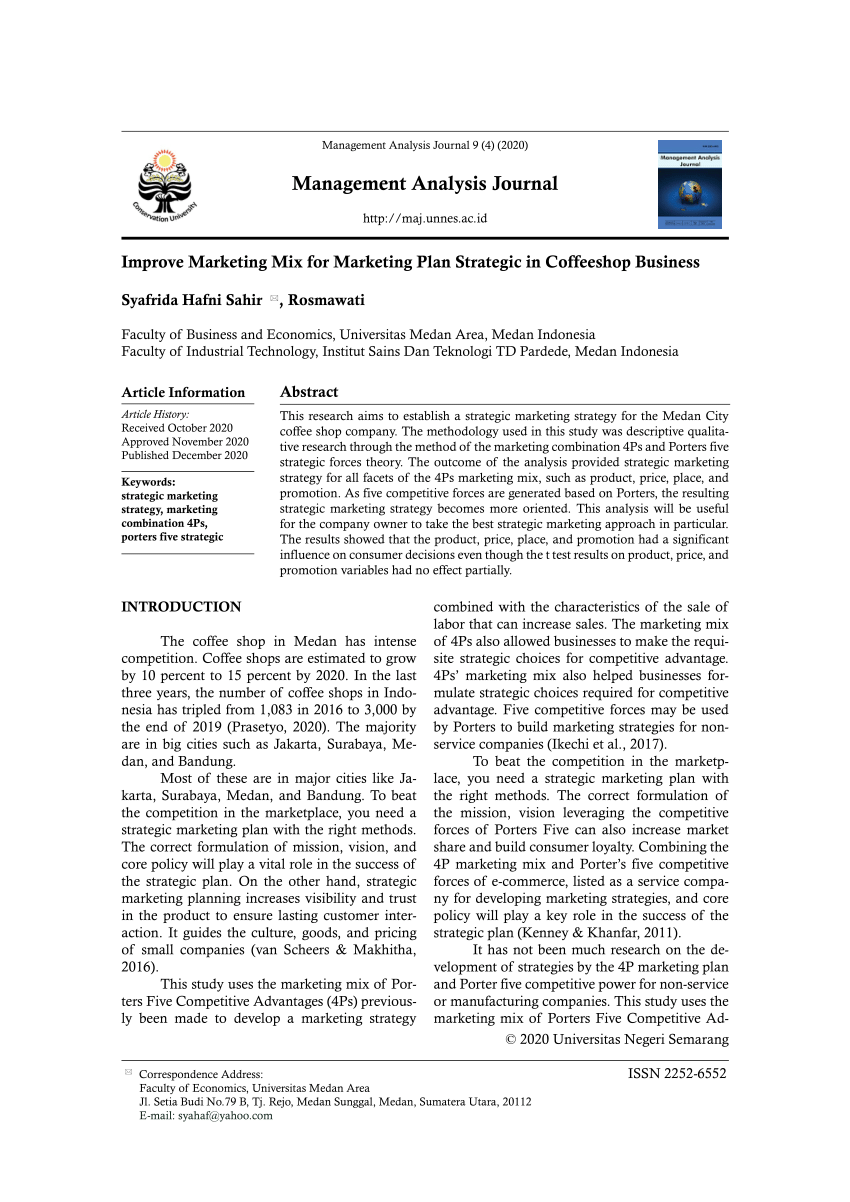 Management Analysis Journal 9 (4) (2020)
Management Analysis Journal
http://maj.unnes.ac.id
Conservation University
Management Analysis
Journal
Improve Marketing Mix for Marketing Plan Strategic in Coffeeshop Business
Syafrida Hafni Sahir ✉, Rosmawati
Faculty of Business and Economics, Universitas Medan Area, Medan Indonesia
Faculty of Industrial Technology, Institut Sains Dan Teknologi TD Pardede, Medan Indonesia
Article Information
Article History:
Received October 2020
Approved November 2020
Published December 2020
Keywords:
strategic marketing
strategy, marketing
combination 4Ps,
porters five strategic
Abstract
This research aims to establish a strategic marketing strategy for the Medan City
coffee shop company. The methodology used in this study was descriptive qualita-
tive research through the method of the marketing combination 4Ps and Porters five
strategic forces theory. The outcome of the analysis provided strategic marketing
strategy for all facets of the 4Ps marketing mix, such as product, price, place, and
promotion. As five competitive forces are generated based on Porters, the resulting
strategic marketing strategy becomes more oriented. This analysis will be useful
for the company owner to take the best strategic marketing approach in particular.
The results showed that the product, price, place, and promotion had a significant
influence on consumer decisions even though the t test results on product, price, and
promotion variables had no effect partially.
INTRODUCTION
The coffee shop in Medan has intense
competition. Coffee shops are estimated to grow
by 10 percent to 15 percent by 2020. In the last
three years, the number of coffee shops in Indo-
nesia has tripled from 1,083 in 2016 to 3,000 by
the end of 2019 (Prasetyo, 2020). The majority
are in big cities such as Jakarta, Surabaya, Me-
dan, and Bandung.
Most of these are in major cities like Ja-
karta, Surabaya, Medan, and Bandung. To beat
the competition in the marketplace, you need a
strategic marketing plan with the right methods.
The correct formulation of mission, vision, and
core policy will play a vital role in the success of
the strategic plan. On the other hand, strategic
marketing planning increases visibility and trust
in the product to ensure lasting customer inter-
action. It guides the culture, goods, and pricing
of small companies (van Scheers & Makhitha,
2016).
This study uses the marketing mix of Por-
ters Five Competitive Advantages (4Ps) previous-
ly been made to develop a marketing strategy
combined with the characteristics of the sale of
labor that can increase sales. The marketing mix
of 4Ps also allowed businesses to make the requi-
site strategic choices for competitive advantage.
4Ps' marketing mix also helped businesses for-
mulate strategic choices required for competitive
advantage. Five competitive forces may be used
by Porters to build marketing strategies for non-
service companies (Ikechi et al., 2017).
To beat the competition in the marketp-
lace, you need a strategic marketing plan with
the right methods. The correct formulation of
the mission, vision leveraging the competitive
forces of Porters Five can also increase market
share and build consumer loyalty. Combining the
4P marketing mix and Porter's five competitive
forces of e-commerce, listed as a service compa-
ny for developing marketing strategies, and core
policy will play a key role in the success of the
strategic plan (Kenney & Khanfar, 2011).
It has not been much research on the de-
velopment of strategies by the 4P marketing plan
and Porter five competitive power for non-service
or manufacturing companies. This study uses the
marketing mix of Porters Five Competitive Ad-
© 2020 Universitas Negeri Semarang
✉ Correspondence Address:
Faculty of Economics, Universitas Medan Area
Jl. Setia Budi No.79 B, Tj. Rejo, Medan Sunggal, Medan, Sumatera Utara, 20112
E-mail: syahaf@yahoo.com
ISSN 2252-6552